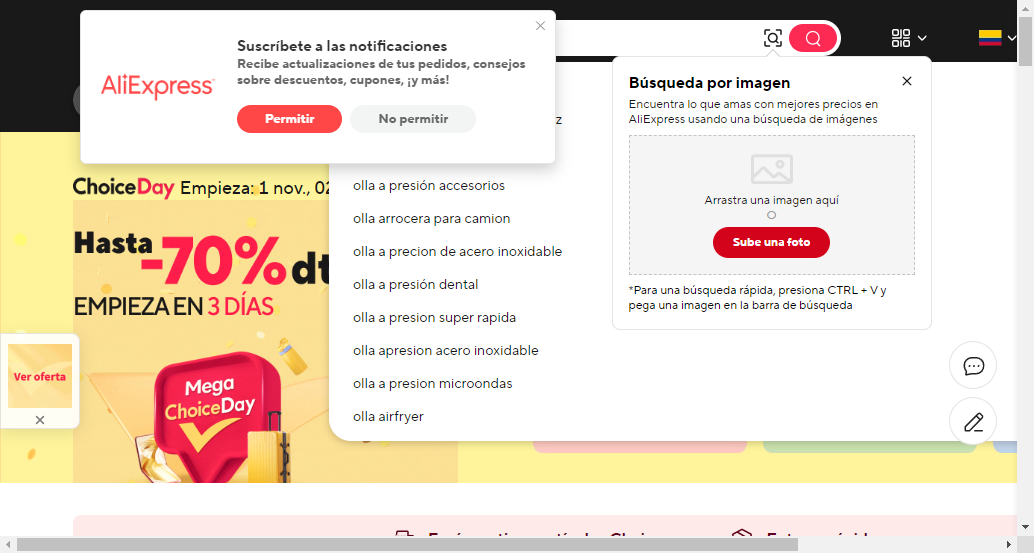 Suscríbete a las notificaciones
Recibe actualizaciones de tus pedidos, consejos
sobre descuentos, cupones, ¡y más!
AliExpress
Permitir
No permitir
Búsqueda por imagen
Encuentra lo que amas con mejores precios en
AliExpress usando una búsqueda de imágenes
Arrastra una imagen aquí
O
Sube una foto
*Para una búsqueda rápida, presiona CTRL + V y
pega una imagen en la barra de búsqueda
z
olla a presión accesorios
olla arrocera para camion
olla a precion de acero inoxidable
olla a presión dental
olla a presion super rapida
olla apresion acero inoxidable
olla a presion microondas
olla airfryer
ChoiceDay Empieza: 1 nov., 02
Hasta
-70% dt
EMPIEZA EN 3 DÍAS
Ver oferta
Mega
ChoiceDay